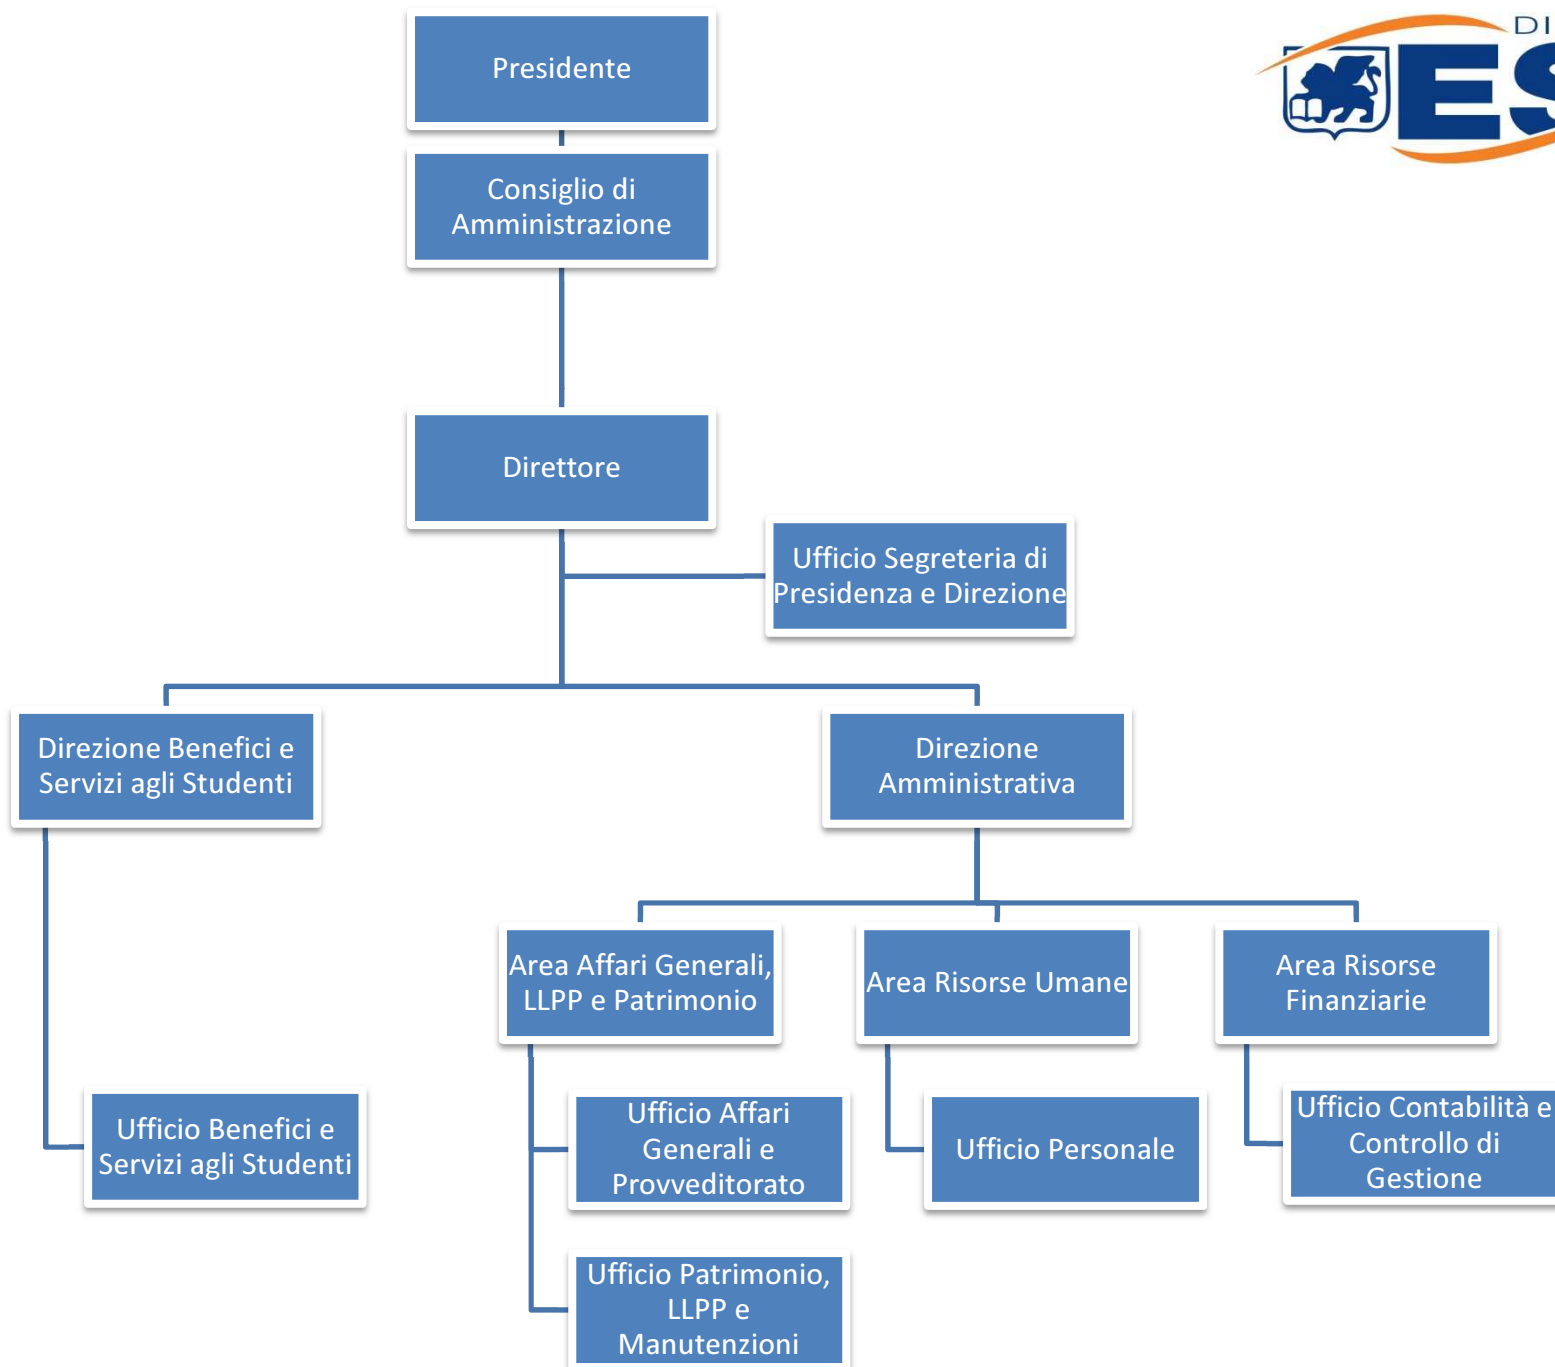 Presidente
DI
ES
Consiglio di
Amministrazione
Direttore
Ufficio Segreteria di
Presidenza e Direzione
Direzione Benefici e
Servizi agli Studenti
Direzione
Amministrativa
Area Affari Generali,
LLPP e Patrimonio
Area Risorse Umane
Area Risorse
Finanziarie
Ufficio Benefici e
Servizi agli Studenti
Ufficio Affari
Generali e
Provveditorato
Ufficio Personale
Ufficio Contabilità e
Controllo di
Gestione
Ufficio Patrimonio,
LLPP e
Manutenzioni